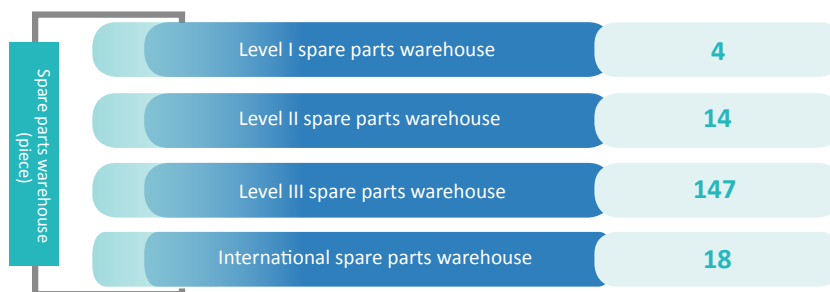 Spare parts warehouse
(piece)
Level I spare parts warehouse
4
Level II spare parts warehouse
14
Level III spare parts warehouse
147
International spare parts warehouse
18